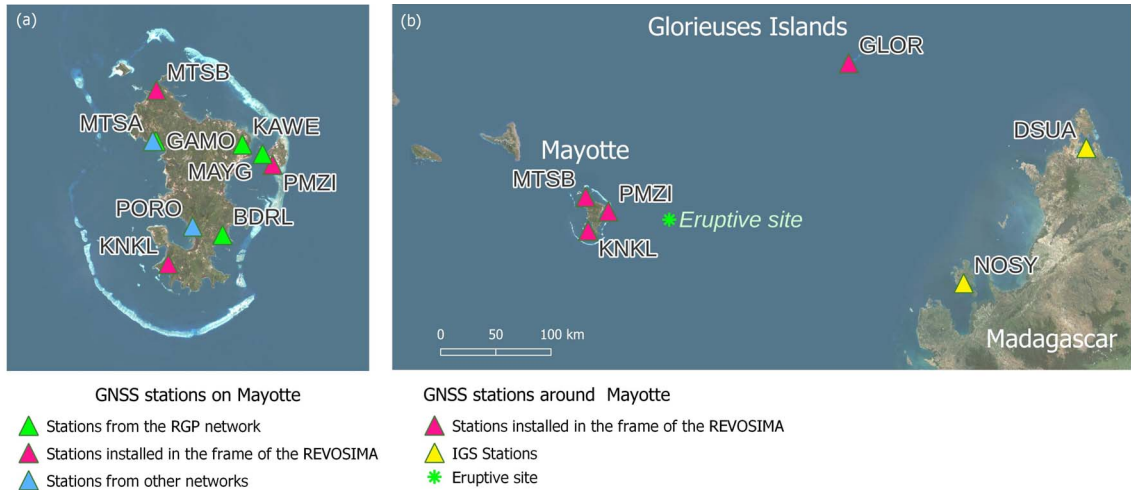 (a)
MTSB
MTSA
GAMO
KAWE
MAYG
PMZI
PORO
BDRL
KNKL
(b)
Glorieuses Islands
GLOR
DSUA
Mayotte
MTSB
PMZI
Eruptive site
KNKL
NOSY
0 50 100 km
Madagascar
GNSS stations on Mayotte
Stations from the RGP network
Stations installed in the frame of the REVOSIMA
Stations from other networks
GNSS stations around Mayotte
Stations installed in the frame of the REVOSIMA
IGS Stations
Eruptive site